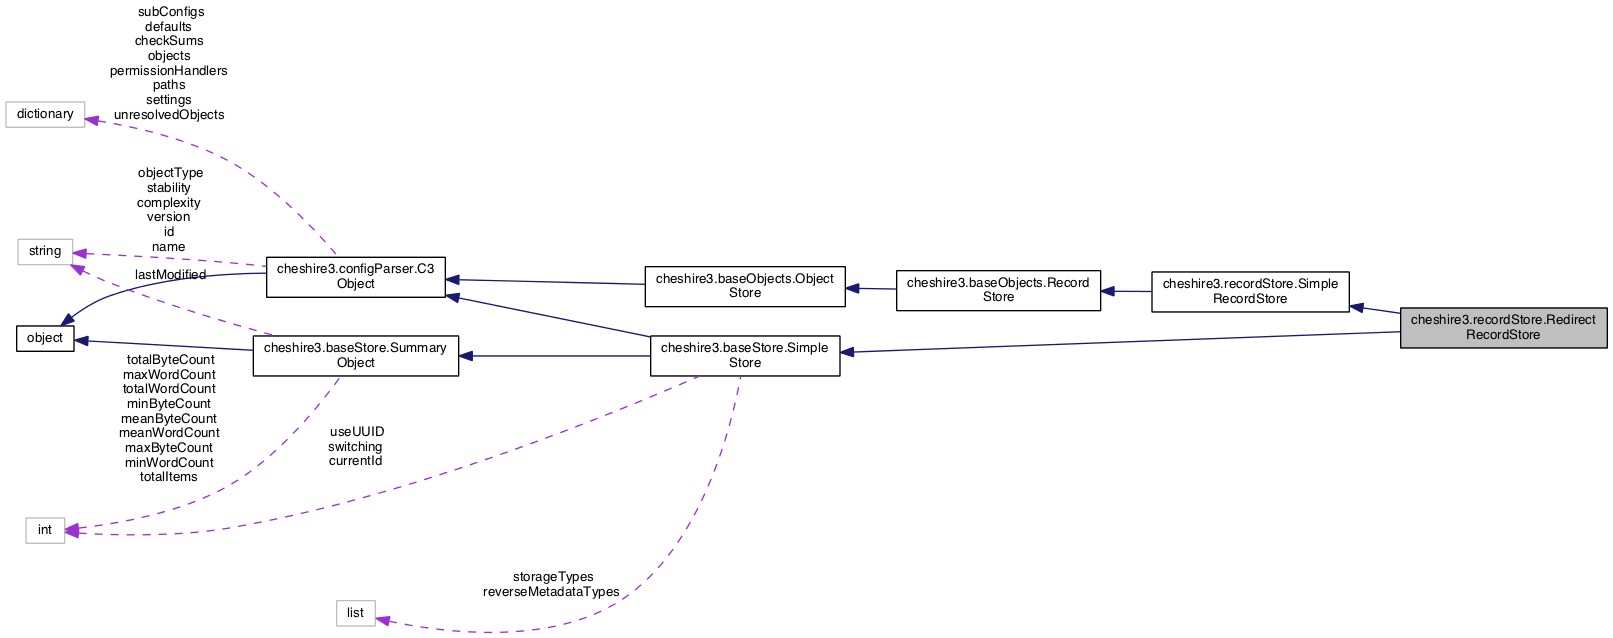 subConfigs
defaults
checkSums
objects
permissionHandlers
paths
settings
unresolvedObjects
dictionary
objectType
stability
complexity
version
id
name
string
lastModified
cheshire3.configParser.C3
Object
cheshire3.baseObjects.Object
Store
cheshire3.baseObjects.Record
Store
cheshire3.recordStore.Simple
RecordStore
cheshire3.recordStore.Redirect
RecordStore
object
cheshire3.baseStore.Summary
Object
cheshire3.baseStore.Simple
Store
totalByteCount
maxWordCount
totalWordCount
minByteCount
meanByteCount
meanWordCount
maxByteCount
minWordCount
totalItems
useUUID
switching
currentId
int
storageTypes
reverseMetadataTypes
list